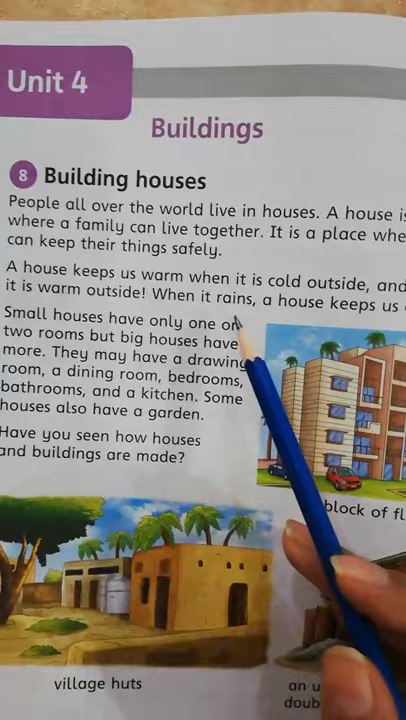 Unit 4
Buildings
8 Building houses
People all over the world live in houses. A house is
where a family can live together. It is a place
can keep their things safely.
A house keeps us warm when it is cold outside, and
it is warm outside! When it rains, a house keeps us
Small houses have only one or
two rooms but big houses have
more. They may have a drawing
room, a dining room, bedrooms,
bathrooms, and a kitchen. Some
houses also have a garden.
Have you seen how houses
and buildings are made?
block of
village huts
an